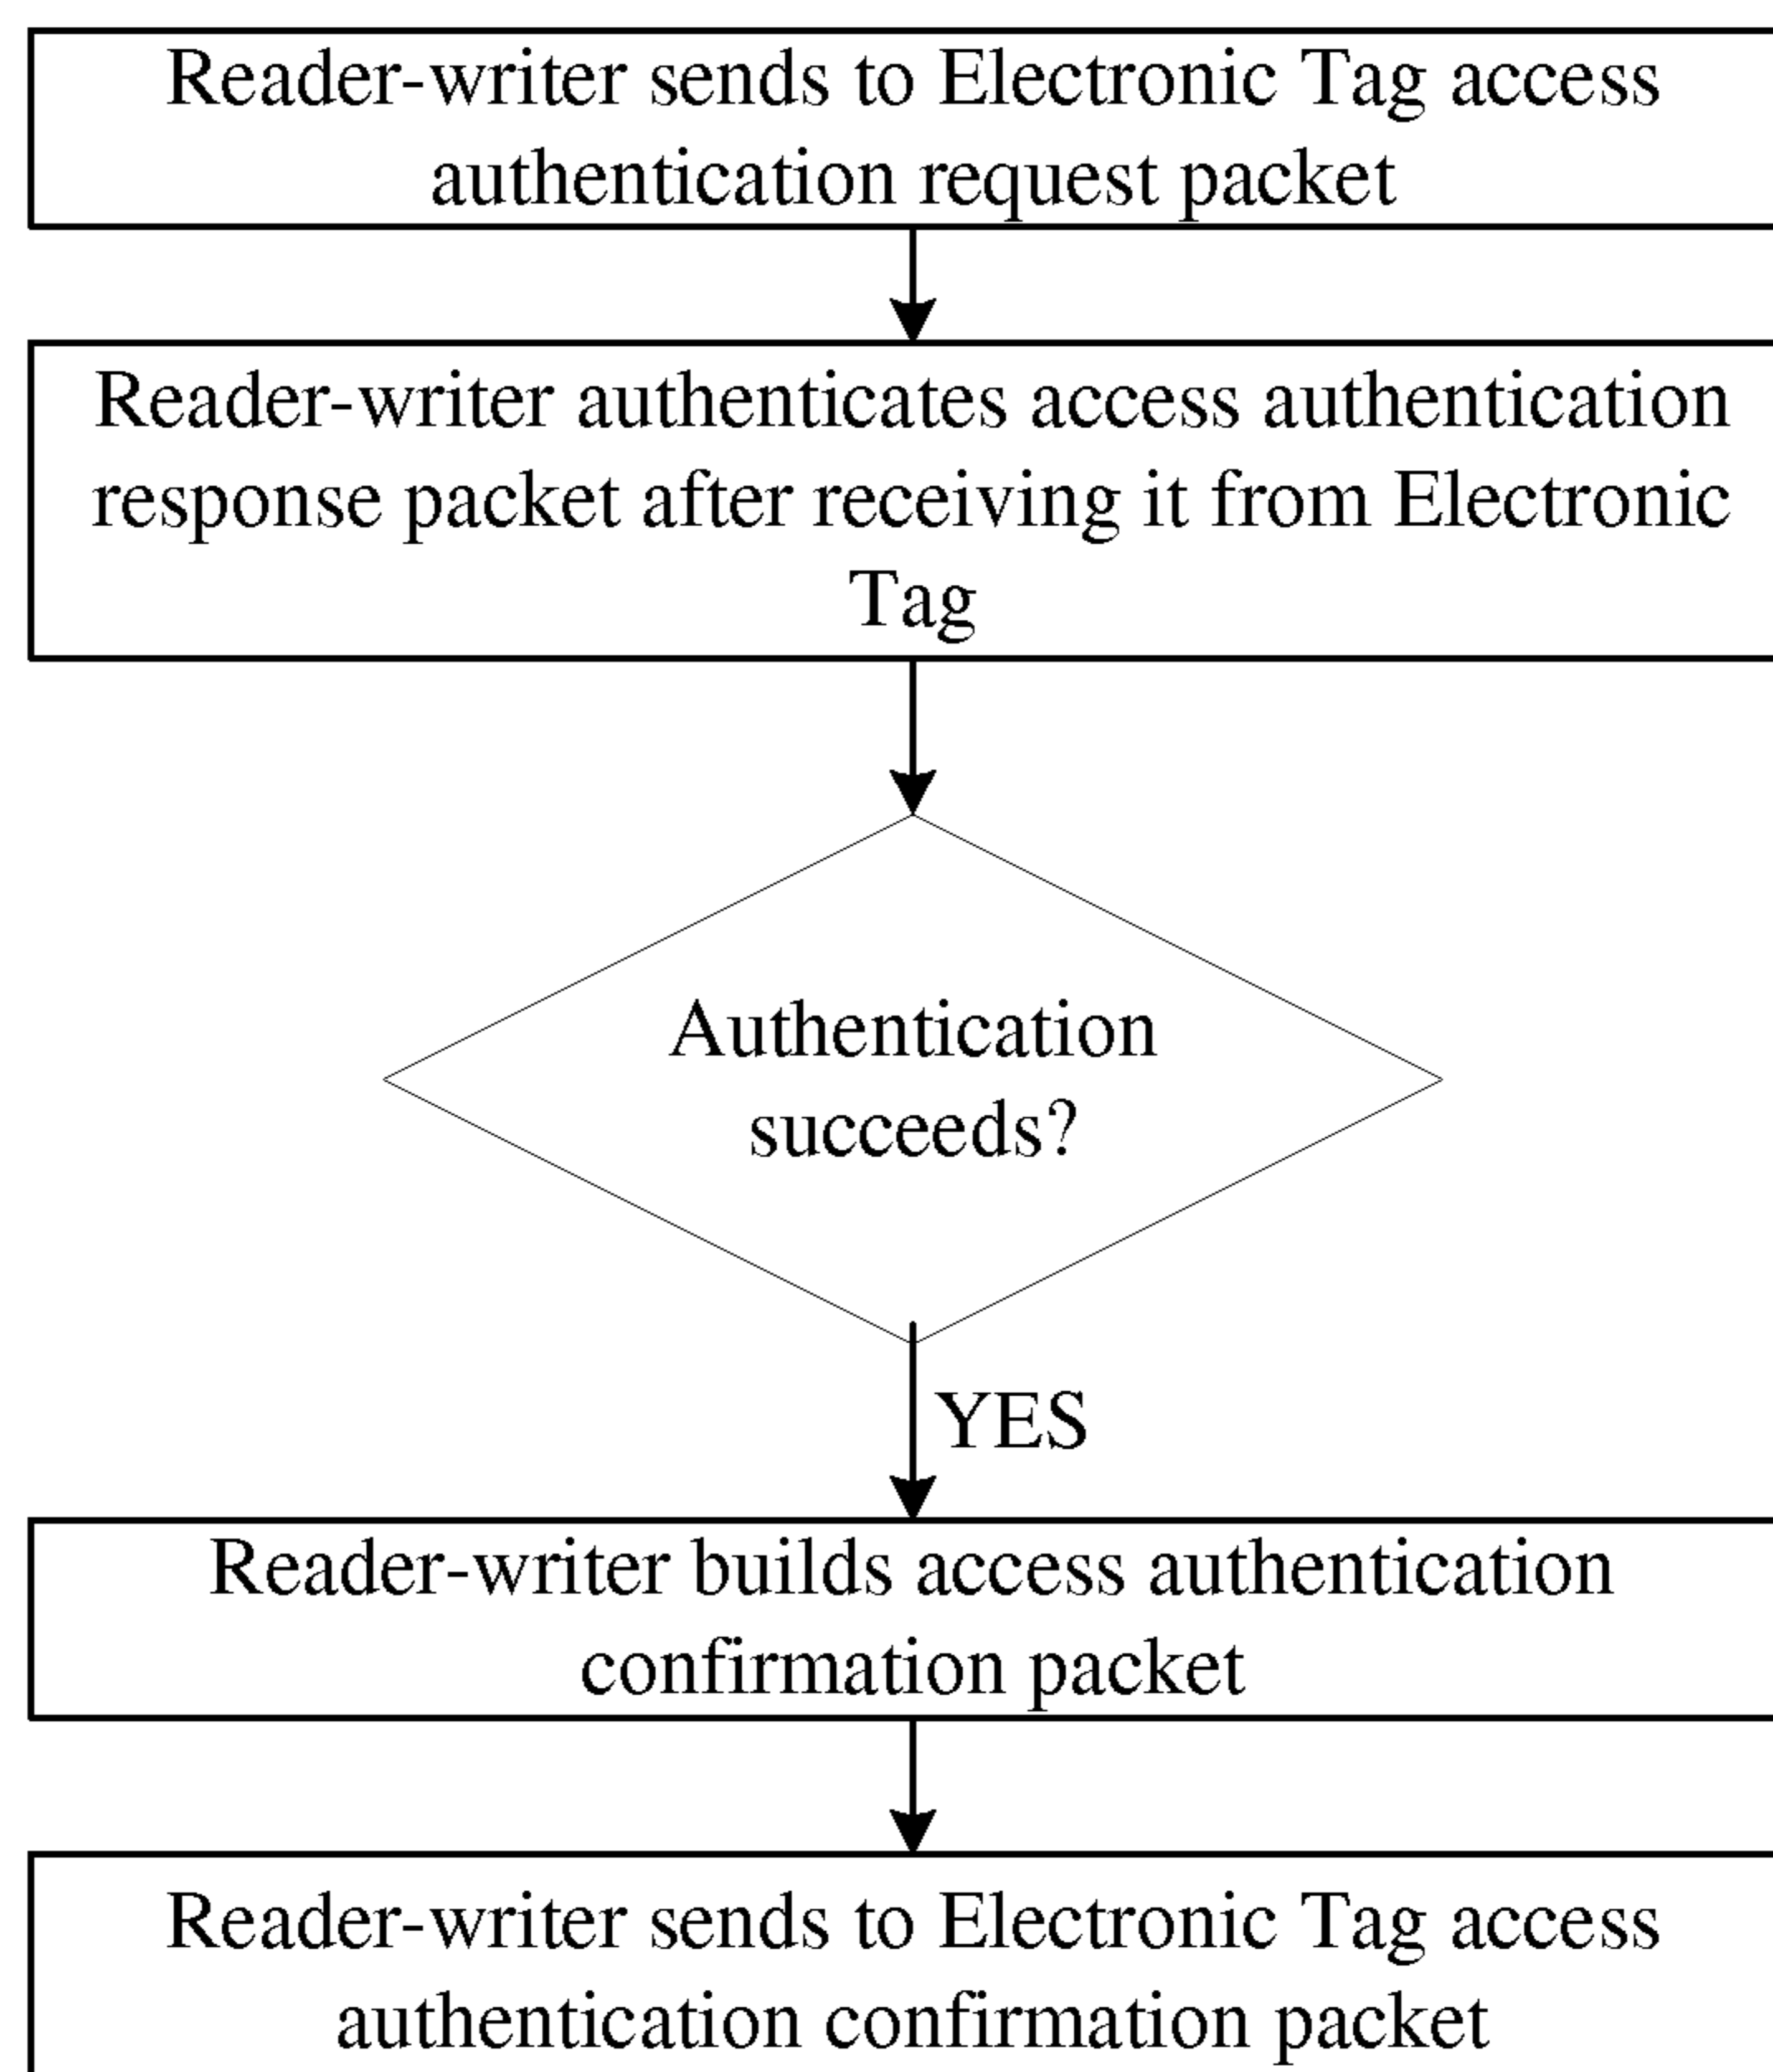 Reader-writer sends to Electronic Tag access
authentication request packet
Reader-writer authenticates access authentication
response packet after receiving it from Electronic
Tag
Authentication
succeeds?
YES
Reader-writer builds access authentication
confirmation packet
Reader-writer sends to Electronic Tag access
authentication confirmation packet